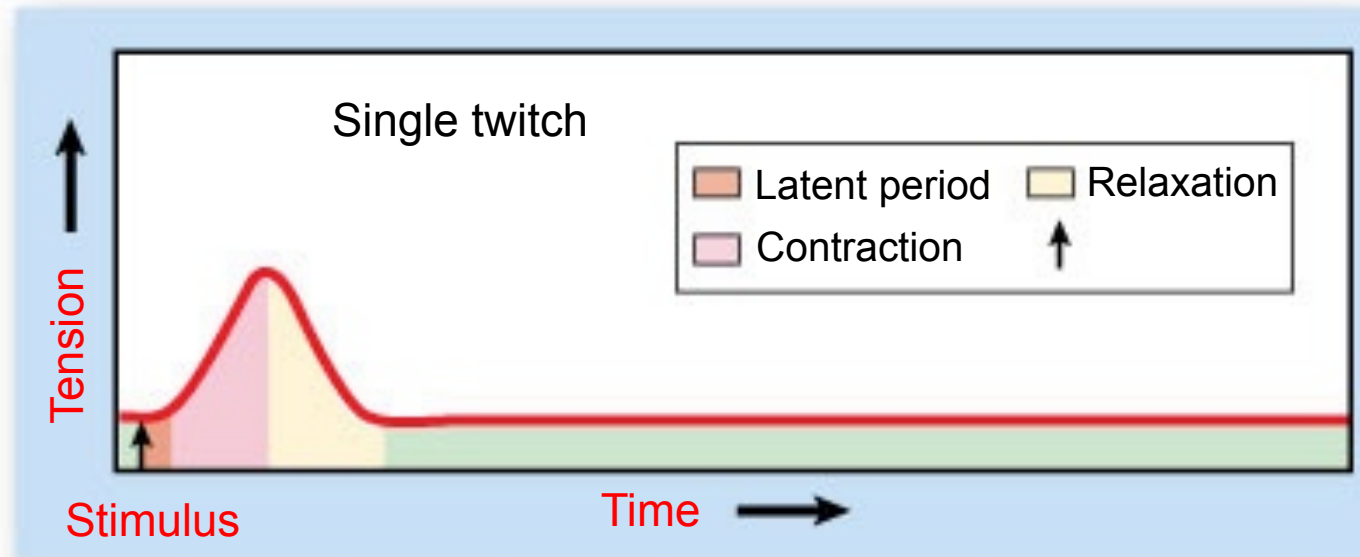 Single twitch
Latent period
Relaxation
Contraction
Tension
Stimulus
Time